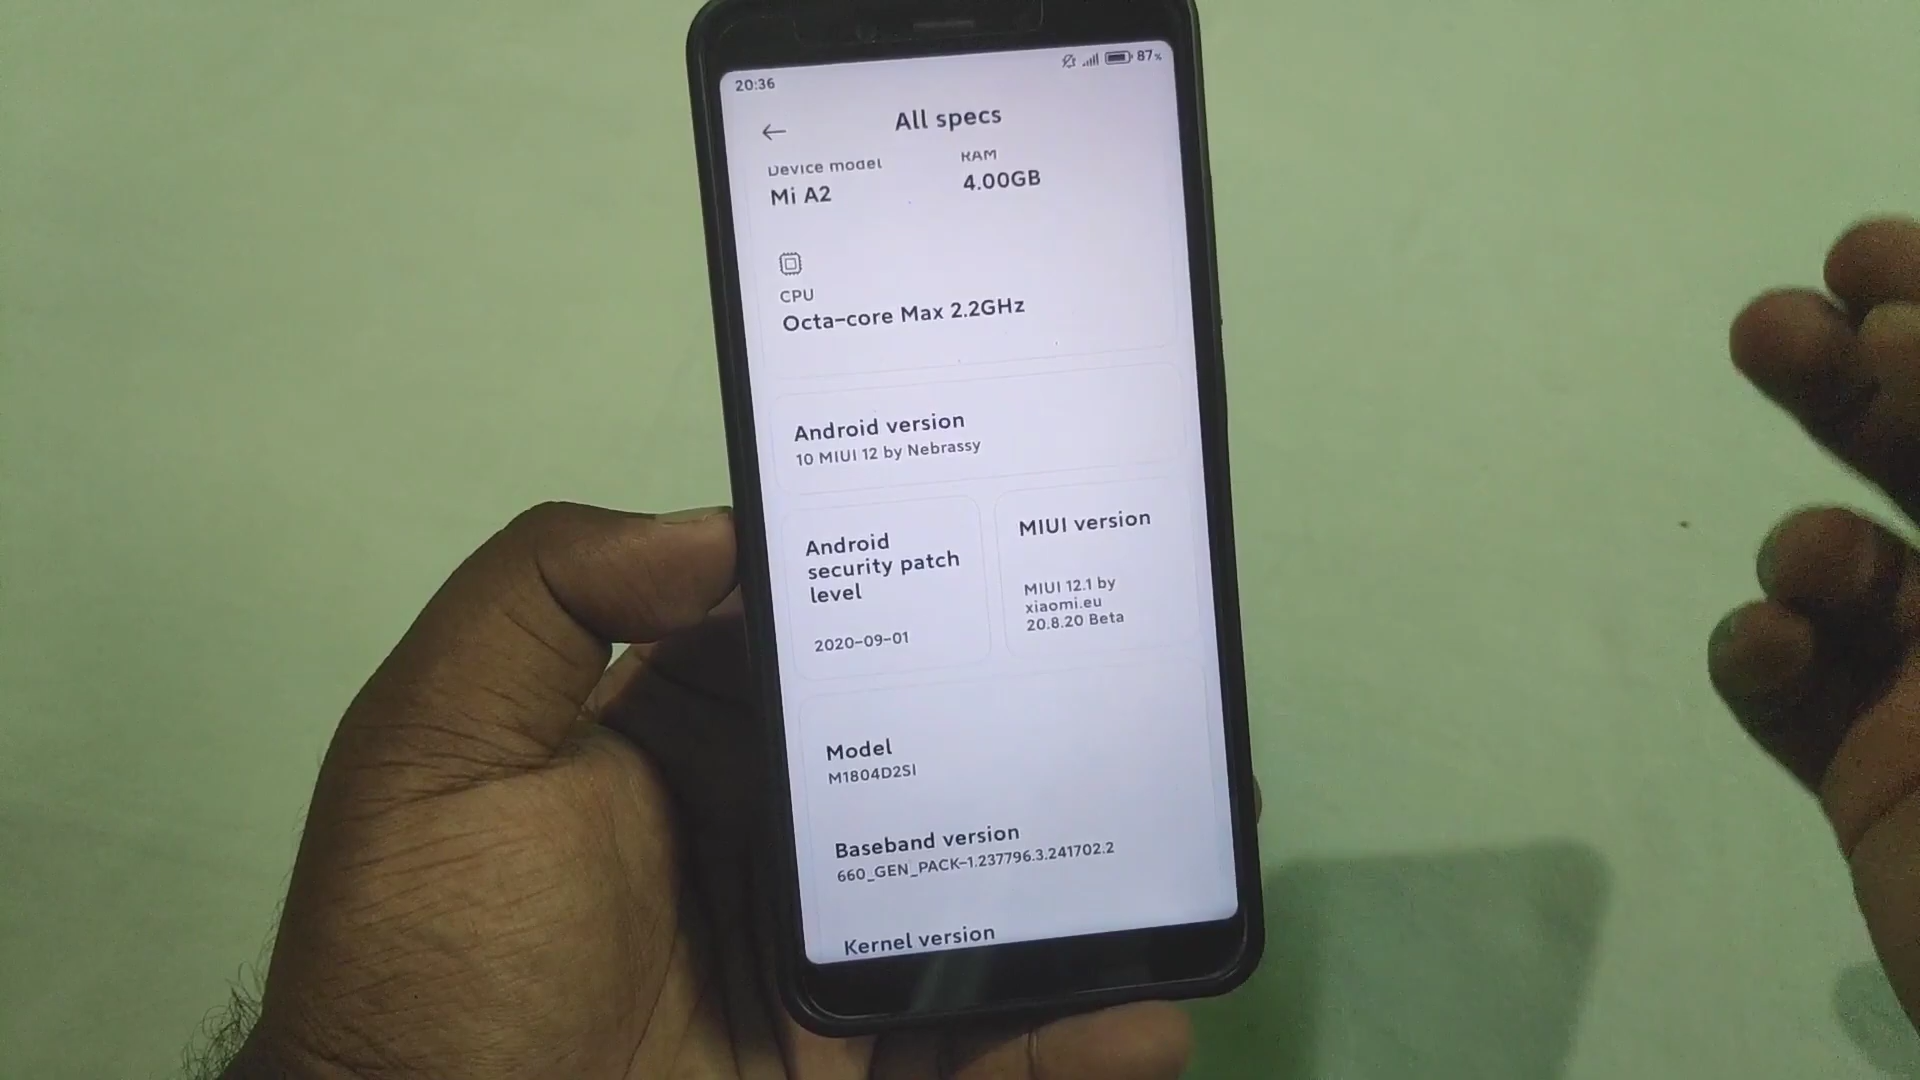 20:36
87%
All specs
Device model
RAM
Mi A2
4.00GB
CPU
Octa-core Max 2.2GHz
Android version
10 MIUI 12 by Nebrassy
Android
security patch
level
2020-09-01
MIUI version
MIUI 12.1 by
xiaomi.eu
20.8.20 Beta
Model
M1804D2SI
Baseband version
660_GEN_PACK-1.237796.3.241702.2
Kernel version